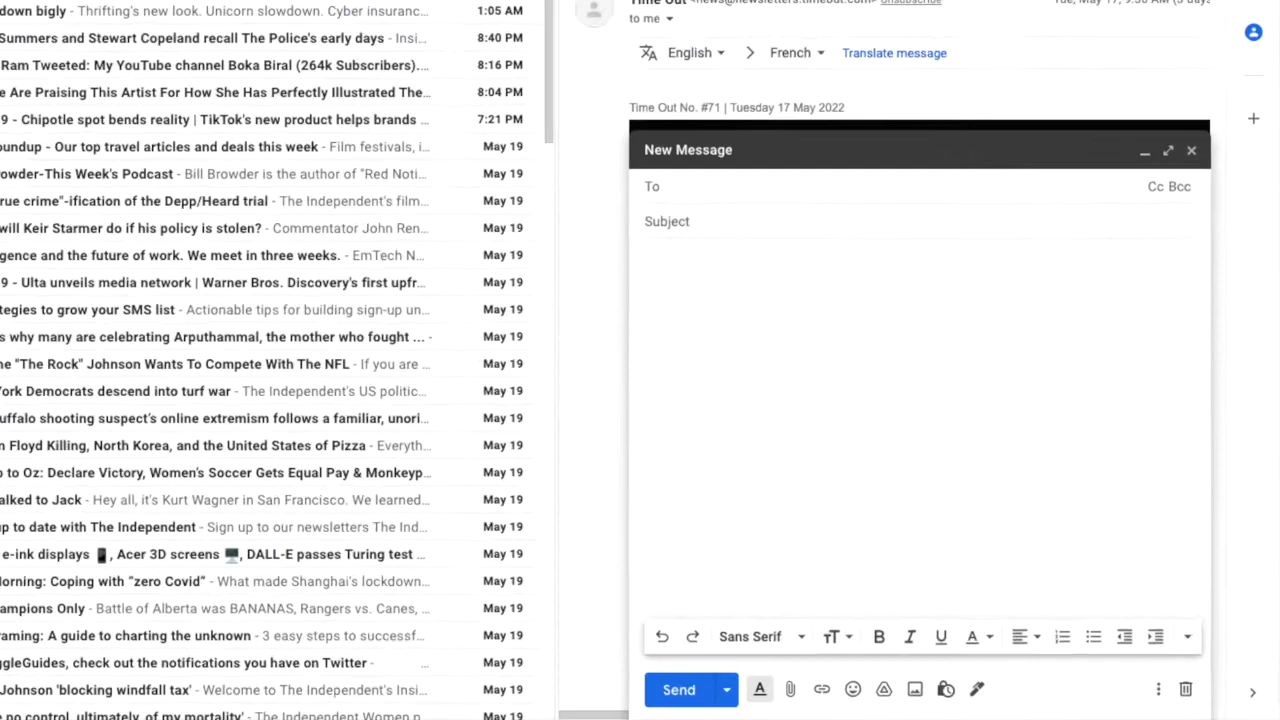 down bigly - Thrifting's new look. Unicorn slowdown. Cyber insuranc... 1:05 AM
Summers and Stewart Copeland recall The Police's early days - Insi... 8:40 PM
Ram Tweeted: My YouTube channel Bøka Biral (264k Subscribers).... 8:16 PM
e Are Praising This Artist For How She Has Perfectly Illustrated The... 8:04 PM
9 - Chipotle spot bends reality | TikTok's new product helps brands ... 7:21 PM
oundup - Our top travel articles and deals this week - Film festivals, i... May 19
rowder-This Week's Podcast - Bill Browder is the author of "Red Noti... May 19
rue crime"-ification of the Depp/Heard trial - The Independent's film... May 19
will Keir Starmer do if his policy is stolen? - Commentator John Ren... May 19
gence and the future of work. We meet in three weeks. - EmTech N... May 19
9 - Ulta unveils media network | Warner Bros. Discovery's first upfr... May 19
tegies to grow your SMS list - Actionable tips for building sign-up un... May 19
s why many are celebrating Arputhammal, the mother who fought ... - May 19
ne "The Rock" Johnson Wants To Compete With The NFL - If you are ... May 19
York Democrats descend into turf war - The Independent's US politic... May 19
uffalo shooting suspect's online extremism follows a familiar, unori... May 19
n Floyd Killing, North Korea, and the United States of Pizza - Everyth... May 19
p to Oz: Declare Victory, Women's Soccer Gets Equal Pay & Monkeyp... May 19
alked to Jack - Hey all, it's Kurt Wagner in San Francisco. We learned... May 19
up to date with The Independent - Sign up to our newsletters The Ind... May 19
e-ink displays 📱, Acer 3D screens 🖥️, DALL-E passes Turing test ... May 19
Morning: Coping with "zero Covid" - What made Shanghai's lockdown... May 19
ampions Only - Battle of Alberta was BANANAS, Rangers vs. Canes, ... May 19
raming: A guide to charting the unknown - 3 easy steps to successf... May 19
ggleGuides, check out the notifications you have on Twitter - ... May 19
Johnson 'blocking windfall tax' - Welcome to The Independent's Insi... May 19
e no control, ultimately, of my mortality' - The Independent Women p... May 19
Time Out <news@newsletters.timeout.com> Unsubscribe
to me
English > French Translate message
Time Out No. #71 | Tuesday 17 May 2022
New Message
To Cc Bcc
Subject
Sans Serif
Send